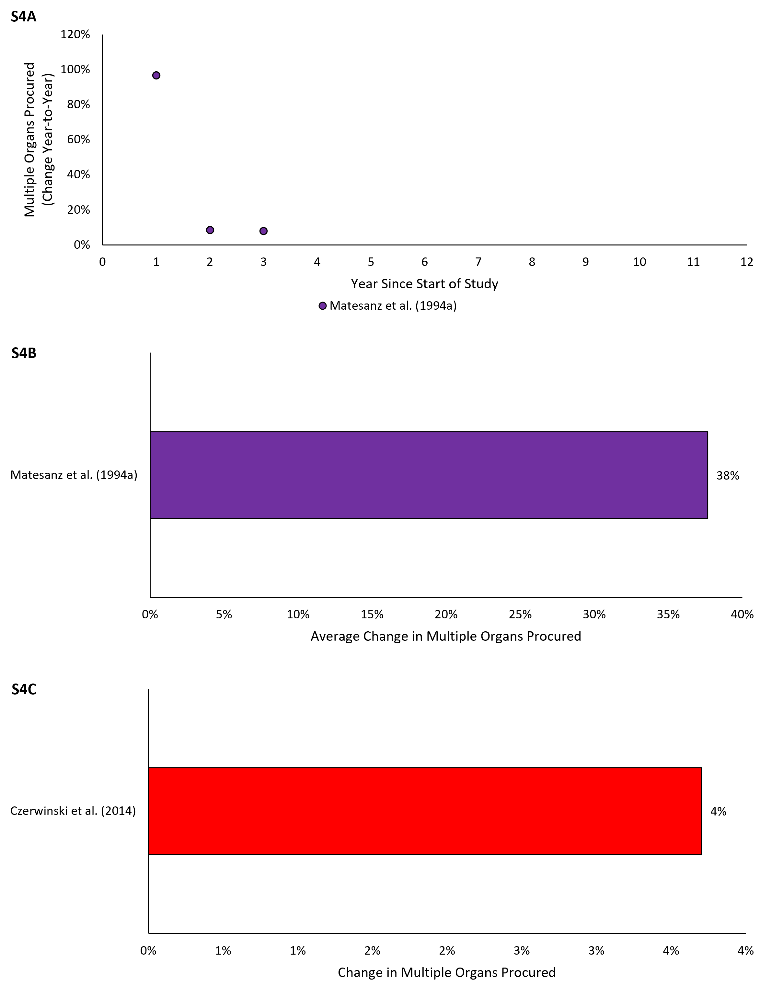 S4A
120%
100%
80%
60%
40%
20%
0%
Multiple Organs Procured
(Change Year-to-Year)
0 1 2 3 4 5 6 7 8 9 10 11 12
Year Since Start of Study
Matesanz et al. (1994a)
S4B
Matesanz et al. (1994a)
38%
0% 5% 10% 15% 20% 25% 30% 35% 40%
Average Change in Multiple Organs Procured
S4C
Czerwinski et al. (2014)
4%
0% 1% 1% 2% 2% 3% 3% 4% 4%
Change in Multiple Organs Procured